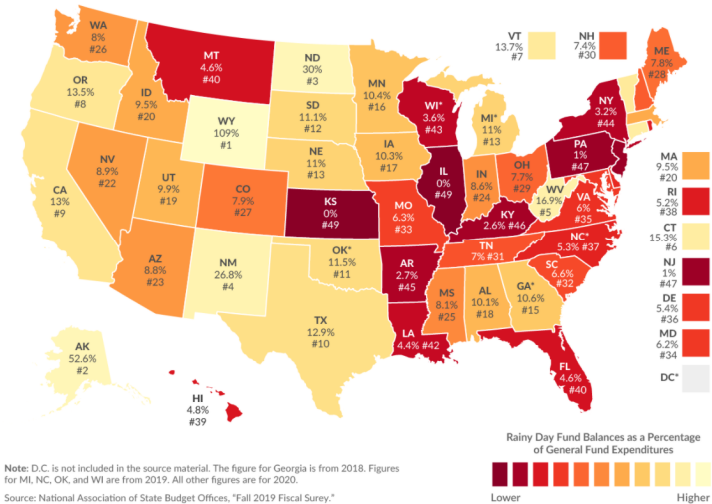 WA
8%
#26
MT
4.6%
#40
ND
30%
#3
MN
10.4%
#16
VT
13.7%
#7
NH
7.4%
#30
ME
7.8%
#28
OR
13.5%
#8
ID
9.5%
#20
WY
109%
#1
SD
11.1%
#12
WI*
3.6%
#43
MI*
11%
#13
NY
3.2%
#44
NV
8.9%
#22
UT
9.9%
#19
CO
7.9%
#27
NE
11%
#13
IA
10.3%
#17
IL
0%
#49
IN
8.6%
#24
OH
7.7%
#29
PA
1%
#47
MA
9.5%
#20
RI
5.2%
#38
CT
15.3%
#6
NJ
1%
#47
DE
5.4%
#36
MD
6.2%
#34
DC*
CA
13%
#9
KS
0%
#49
MO
6.3%
#33
KY
2.6% #46
WV
16.9%
#5
VA
6%
#35
AZ
8.8%
#23
NM
26.8%
#4
OK*
11.5%
#11
AR
2.7%
#45
TN
7% #31
NC*
5.3% #37
SC
6.6%
#32
TX
12.9%
#10
LA
4.4% #42
MS
8.1%
#25
AL
10.1%
#18
GA*
10.6%
#15
FL
4.6%
#40
AK
52.6%
#2
HI
4.8%
#39
Rainy Day Fund Balances as a Percentage
of General Fund Expenditures
Lower
Higher
Note: D.C. is not included in the source material. The figure for Georgia is from 2018. Figures
for MI, NC, OK, and WI are from 2019. All other figures are for 2020.
Source: National Association of State Budget Offices, "Fall 2019 Fiscal Surey."